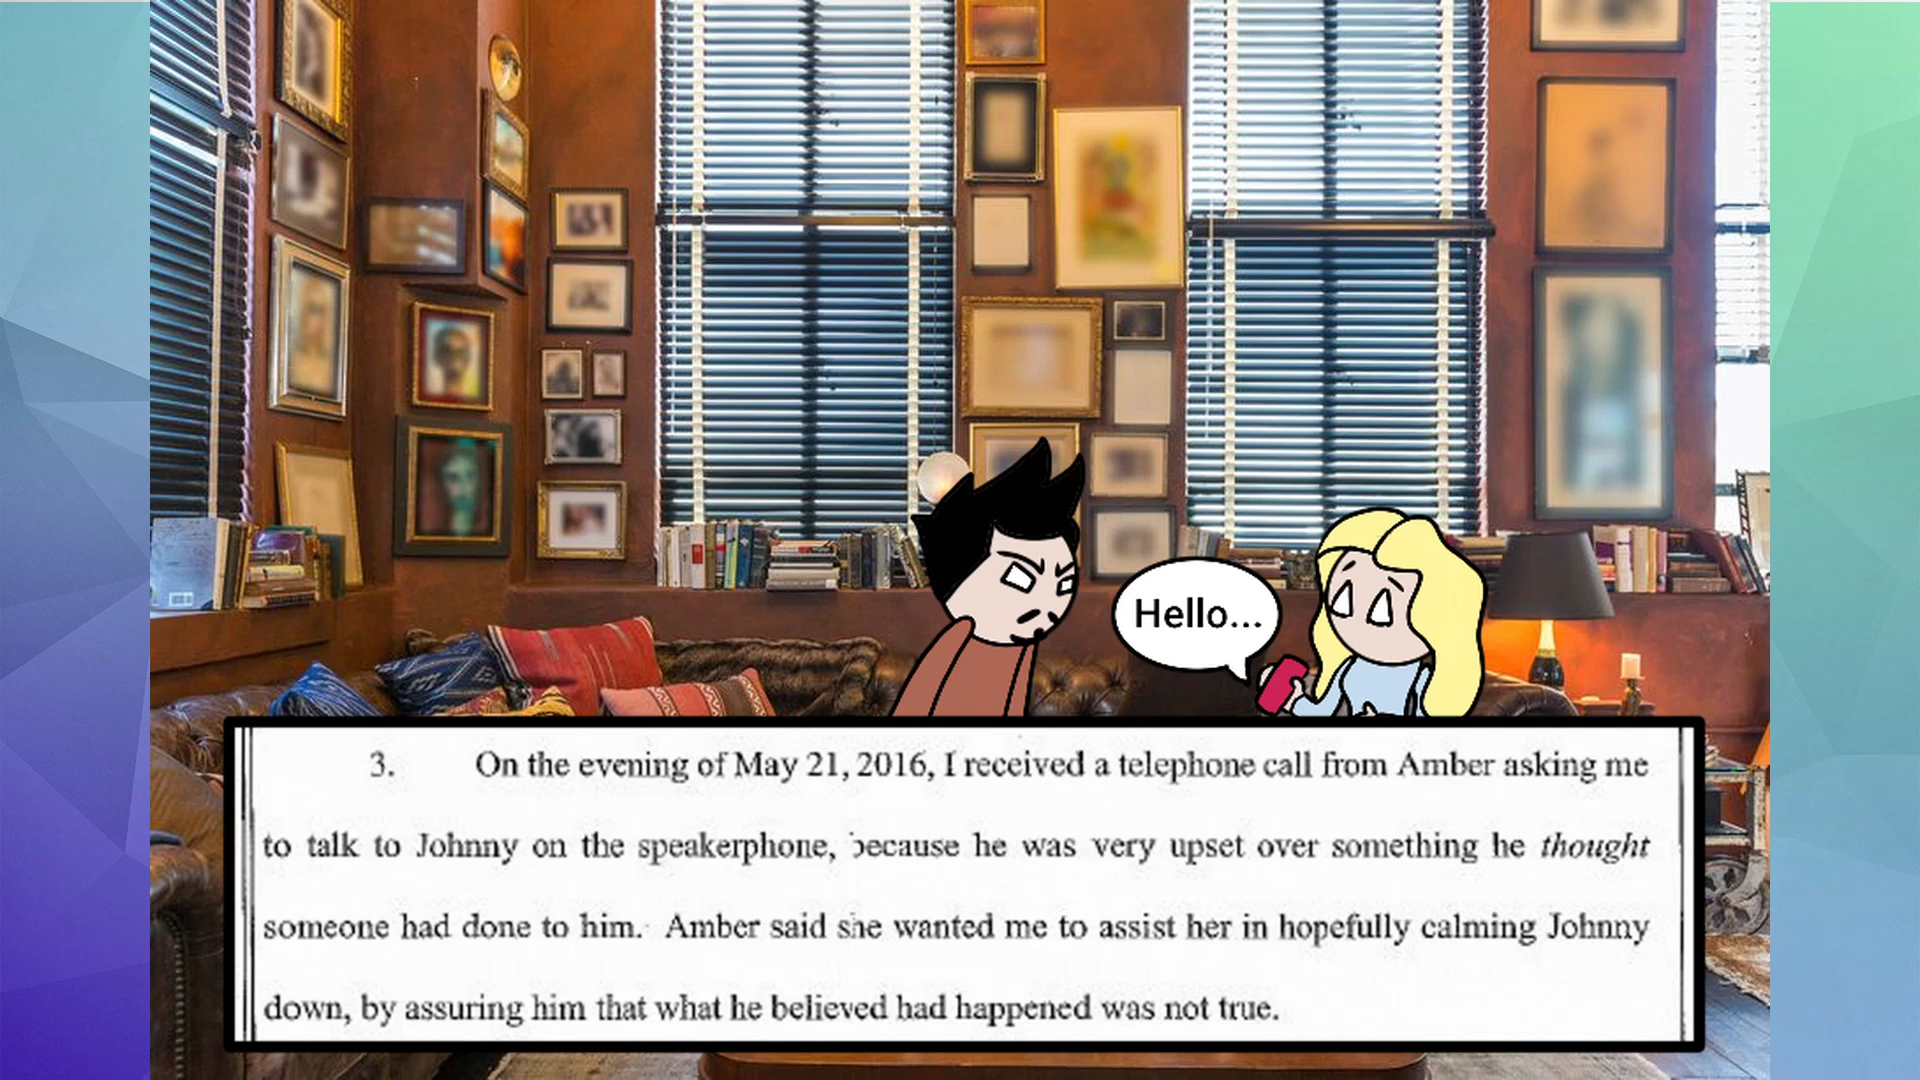 Hello...
3. On the evening of May 21, 2016, I received a telephone call from Amber asking me
to talk to Johnny on the speakerphone, because he was very upset over something he thought
someone had done to him. Amber said she wanted me to assist her in hopefully calming Johnny
down, by assuring him that what he believed had happened was not true.